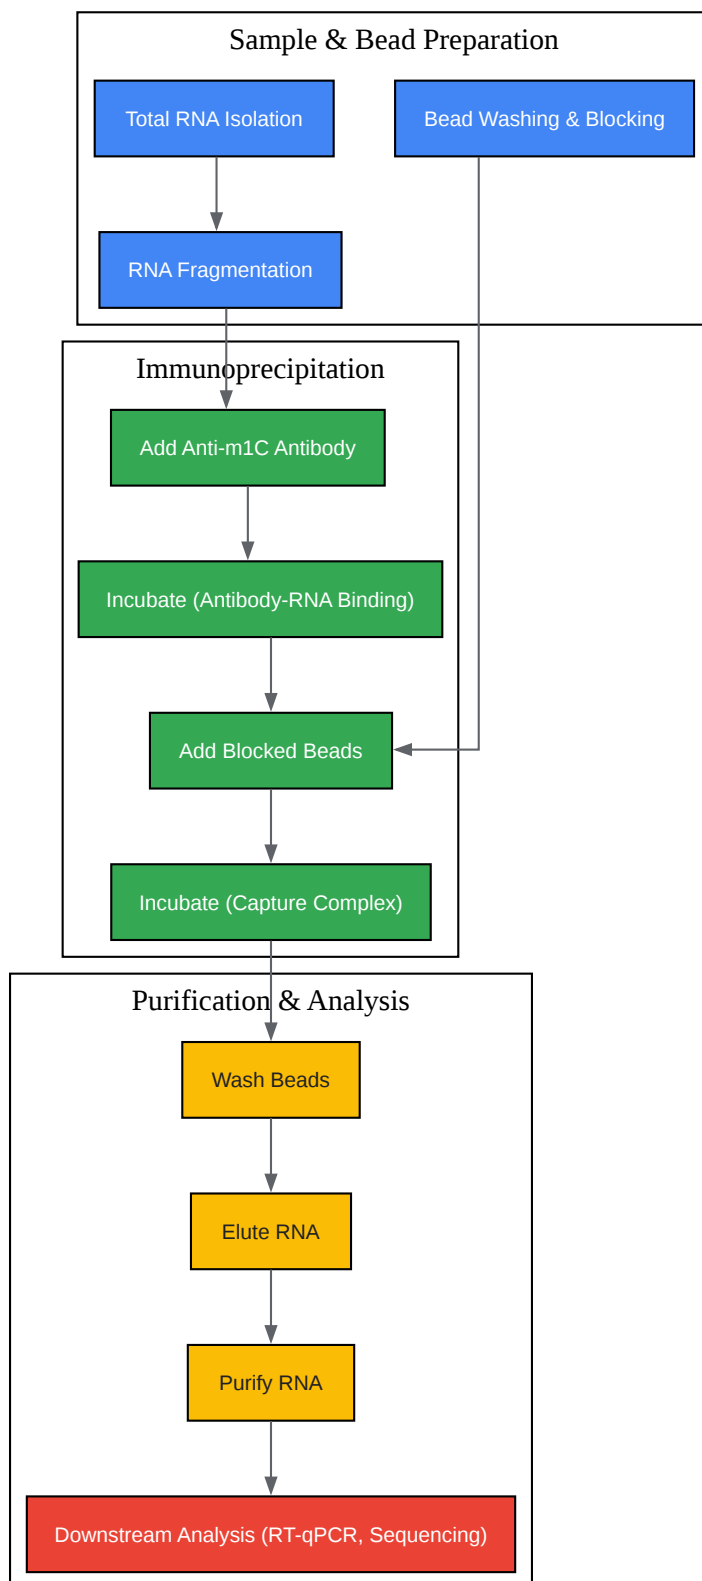 Sample & Bead Preparation
Total RNA Isolation
Bead Washing & Blocking
RNA Fragmentation
Immunoprecipitation
Add Anti-m1C Antibody
Incubate (Antibody-RNA Binding)
Add Blocked Beads
Incubate (Capture Complex)
Purification & Analysis
Wash Beads
Elute RNA
Purify RNA
Downstream Analysis (RT-qPCR, Sequencing)